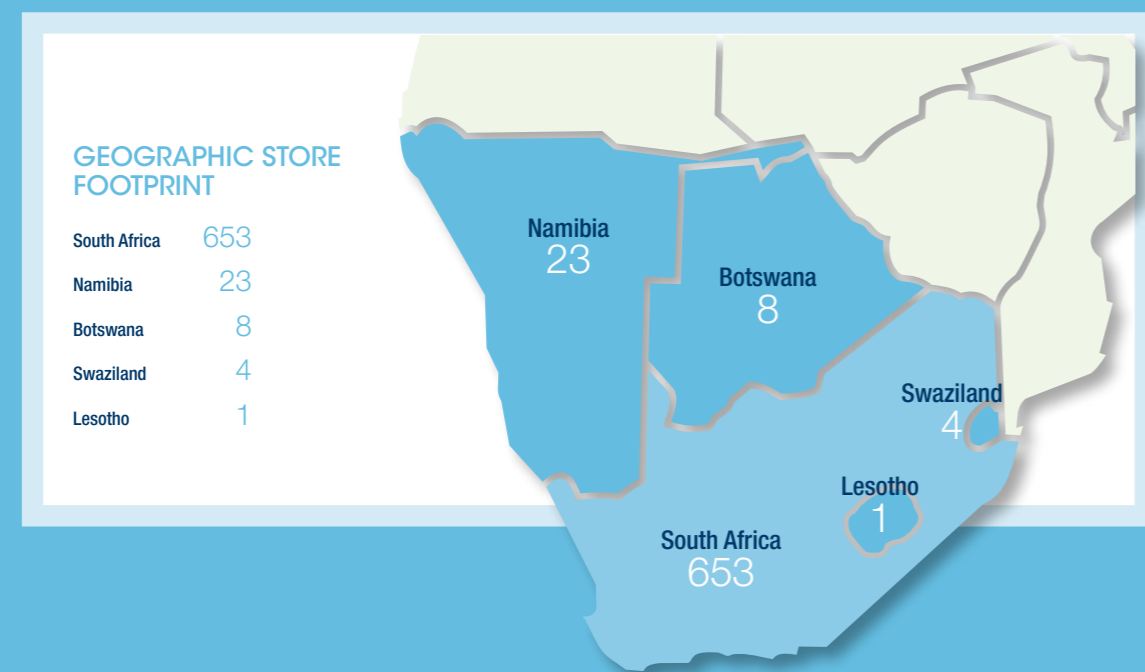 GEOGRAPHIC STORE
FOOTPRINT
South Africa 653
Namibia 23
Botswana 8
Swaziland 4
Lesotho 1
Namibia
23
Botswana
8
Swaziland
4
Lesotho
1
South Africa
653